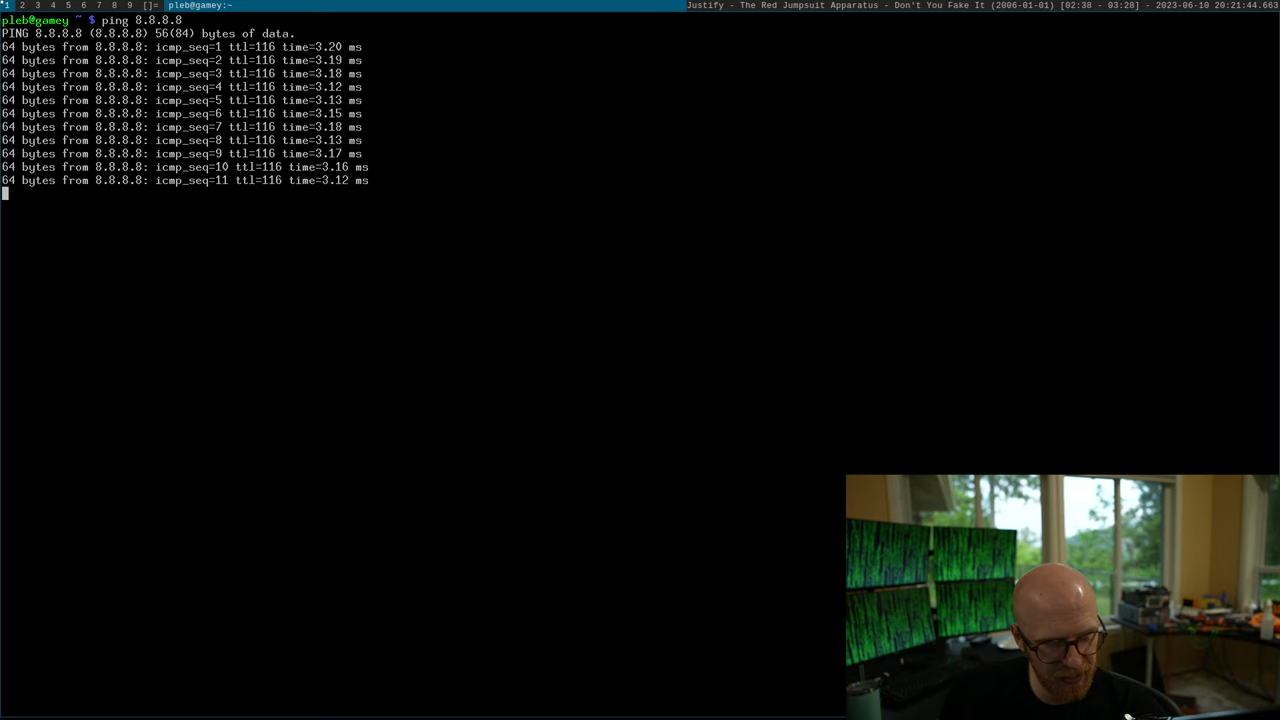 1 2 3 4 5 6 7 8 9 []= pleb@gamey:~ Justify - The Red Jumpsuit Apparatus - Don't You Fake It (2006-01-01) [02:38 - 03:28] - 2023-06-10 20:21:44.663
pleb@gamey ~ $ ping 8.8.8.8
PING 8.8.8.8 (8.8.8.8) 56(84) bytes of data.
64 bytes from 8.8.8.8: icmp_seq=1 ttl=116 time=3.20 ms
64 bytes from 8.8.8.8: icmp_seq=2 ttl=116 time=3.19 ms
64 bytes from 8.8.8.8: icmp_seq=3 ttl=116 time=3.18 ms
64 bytes from 8.8.8.8: icmp_seq=4 ttl=116 time=3.12 ms
64 bytes from 8.8.8.8: icmp_seq=5 ttl=116 time=3.13 ms
64 bytes from 8.8.8.8: icmp_seq=6 ttl=116 time=3.15 ms
64 bytes from 8.8.8.8: icmp_seq=7 ttl=116 time=3.18 ms
64 bytes from 8.8.8.8: icmp_seq=8 ttl=116 time=3.13 ms
64 bytes from 8.8.8.8: icmp_seq=9 ttl=116 time=3.17 ms
64 bytes from 8.8.8.8: icmp_seq=10 ttl=116 time=3.16 ms
64 bytes from 8.8.8.8: icmp_seq=11 ttl=116 time=3.12 ms